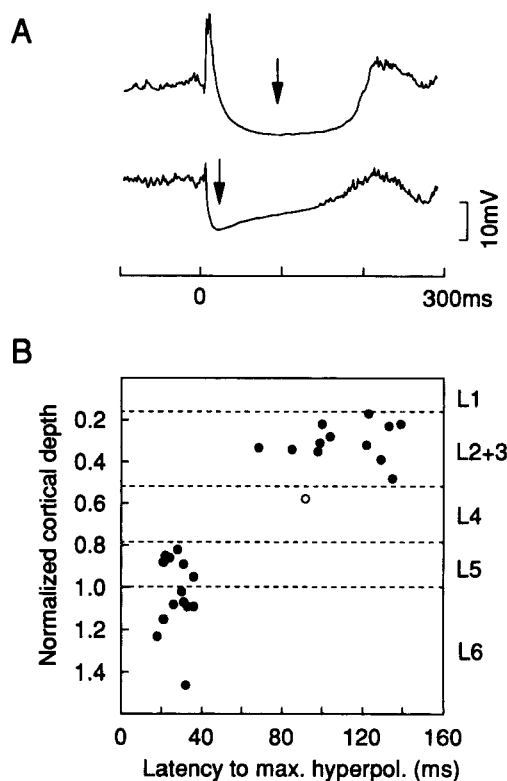 A
10mV
0
300ms
B
Normalized cortical depth
0.2
0.4
0.6
0.8
1.0
1.2
1.4
L1
L2+3
L4
L5
L6
0 40 80 120 160
Latency to max. hyperpol. (ms)